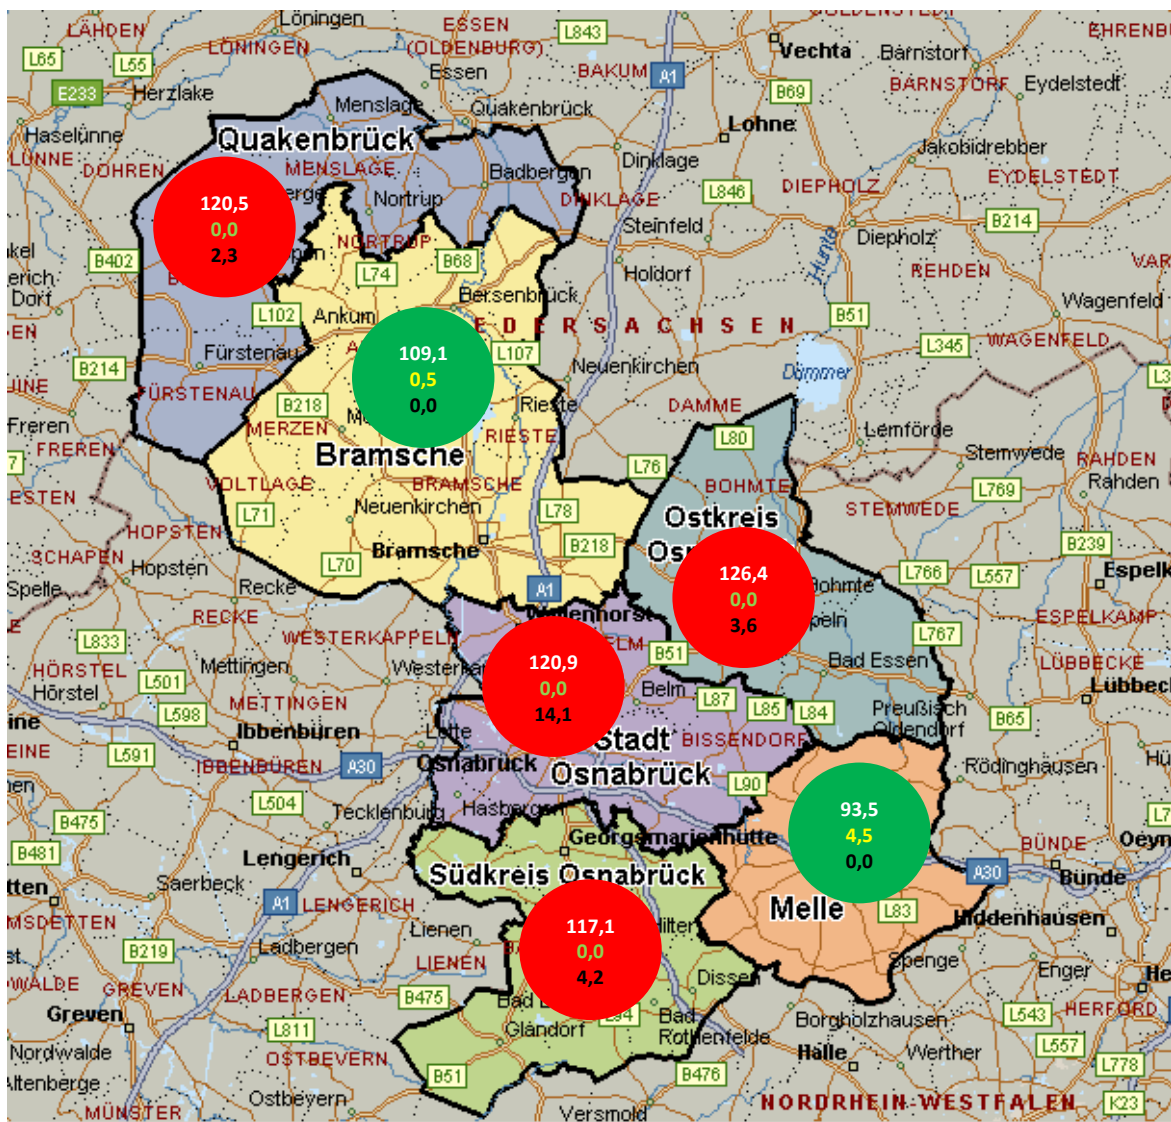 LÄHDEN
Löningen
ESSEN
(OLDENBURG)
L843
Vechta
Barnstorf
L65
L55
LÖNINGEN
Essen
BAKUM
A1
B69
BARNSTORF
Eydelstedt
E233
Herzlake
Menslage
Quakenbrück
Lohne
Haselünne
Quakenbrück
DOHREN
MENSLAGE
Badbergen
Dinklage
Jakobidrebber
EYDELSTEDT
120,5
0,0
2,3
Nortrup
DINKLAGE
L846
DIEPHOLZ
B214
Steinfeld
Diepholz
Hunte
NORTRUP
B402
L74
B68
Holdorf
REHDEN
Dorf
Bersenbrück
Wagenfeld
L102
Ankum
EDERSACHSEN
B51
WAGENFELD
Fürstenau
109,1
0,5
0,0
L107
Neuenkirchen
L345
B214
Dümmer
FÜRSTENAU
B218
Rieste
DAMME
Freren
MERZEN
RIESTE
L80
Lemförde
FREREN
Bramsche
L76
Stemwede
RAHDEN
VOLTLAGE
BRAMSCHE
BOHMTE
L769
Rahden
L71
Neuenkirchen
L78
Ostkreis
STEMWEDE
HOPSTEN
Bramsche
B218
B239
SCHAPEN
Hopsten
L70
126,4
0,0
3,6
Bohmte
L766
L557
Spelle
Recke
A1
RECKE
ESPELKAMP
L833
WESTERKAPPELN
120,9
0,0
14,1
B51
L767
HÖRSTEL
Mettingen
Bad Essen
LÜBBECKE
L501
Belm
L87
L85
L84
Hörstel
METTINGEN
Preußisch
Oldendorf
L598
Lotte
Stadt
Osnabrück
BISSENDORF
B65
Ibbenbüren
L591
IBBENBÜREN
A30
Osnabrück
L90
Rödinghausen
L504
Hasbergen
93,5
4,5
0,0
Tecklenburg
B475
Georgsmarienhütte
BÜNDE
B481
Lengerich
Südkreis Osnabrück
A30
Bünde
Saerbeck
A1
LENGERICH
Melle
L83
Hiddenhausen
117,1
0,0
4,2
Hilter
Lienen
B219
Ladbergen
LIENEN
Spenge
Enger
Dissen
GREVEN
LADBERGEN
B475
HERFORD
Greven
L94
Bad
Rothenfelde
Borgholzhausen
L543
L811
Glandorf
Nordwalde
OSTBEVERN
Halle
Werther
L557
L778
Altenberge
B51
B476
Ostbevern
MÜNSTER
Versmold
NORDRHEIN-WESTFALEN
K23